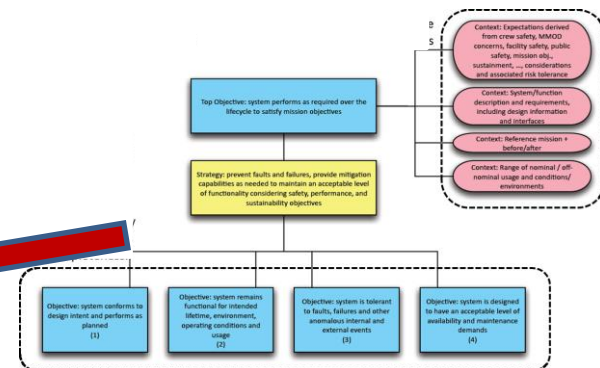 Context: Expectations derived
from crew safety, MMOD
concerns, facility safety, public
safety, mission obj.,
sustainment, ..., considerations
and associated risk tolerance
Top Objective: system performs as required over the
lifecycle to satisfy mission objectives
Context: System/function
description and requirements,
including design information
and interfaces
Context: Reference mission +
before/after
Context: Range of nominal / off-
nominal usage and conditions/
environments
Strategy: prevent faults and failures, provide mitigation
capabilities as needed to maintain an acceptable level
of functionality considering safety, performance, and
sustainability objectives
Objective: system conforms to
design intent and performs as
planned
(1)
Objective: system remains
functional for intended
lifetime, environment,
operating conditions and
usage
(2)
Objective: system is tolerant
to faults, failures and other
anomalous internal and
external events
(3)
Objective: system is designed
to have an acceptable level of
availability and maintenance
demands
(4)